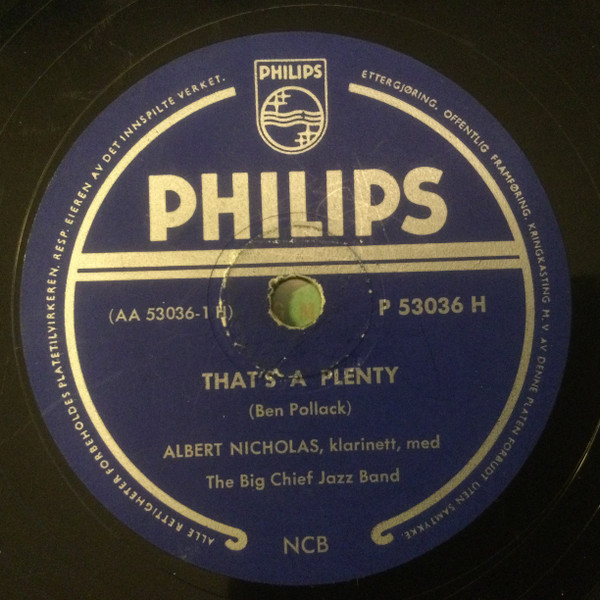 PHILIPS
PHILIPS
(AA 53036-1 H)
P 53036 H
THAT'S A PLENTY
(Ben Pollack)
ALBERT NICHOLAS, klarinett, med
The Big Chief Jazz Band
NCB
ALLE RETTIGHETER FORBEHOLDES PLATETILVIRKEREN, RESP. EIEREN AV DET INNSPILTE VERKET.
ETTERGJØRING, OFFENTLIG FRAMFØRING, KRINGKASTING M. V. AV DENNE PLATEN FORBUDT UTEN SAMTYKKE.